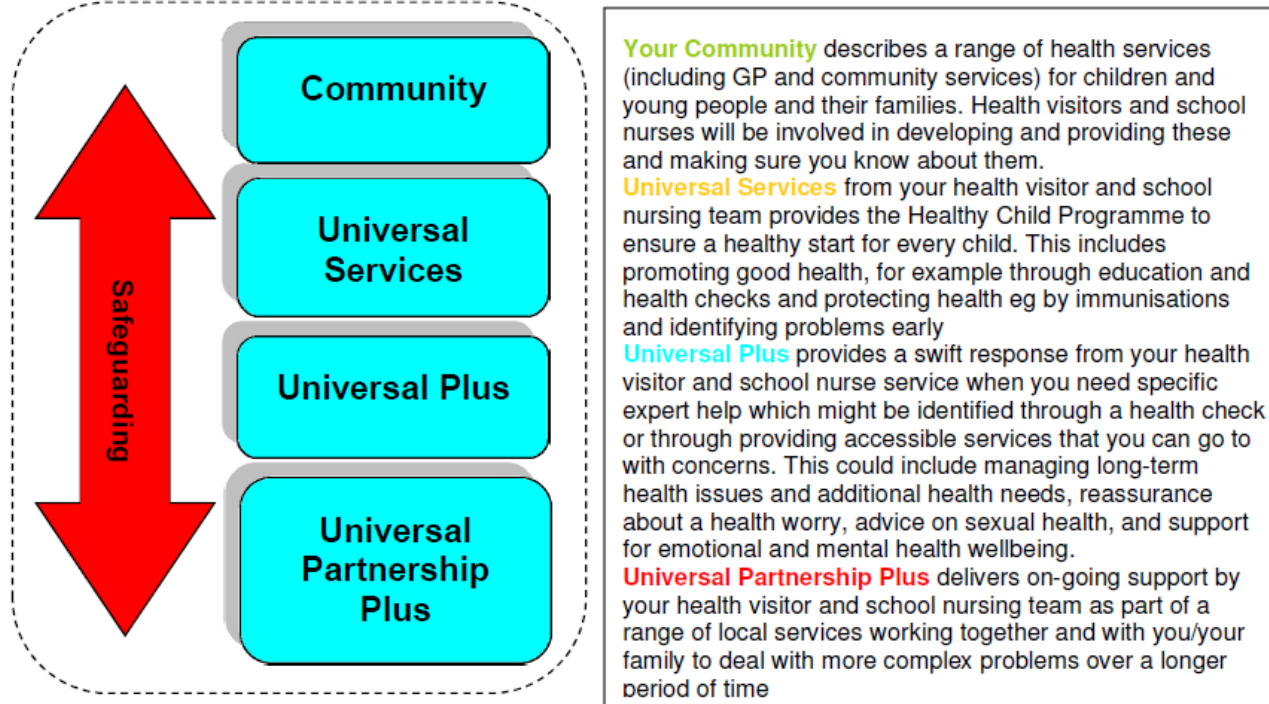 Safeguarding
Community
Universal
Services
Universal Plus
Universal
Partnership
Plus
Your Community describes a range of health services
(including GP and community services) for children and
young people and their families. Health visitors and school
nurses will be involved in developing and providing these
and making sure you know about them.
Universal Services from your health visitor and school
nursing team provides the Healthy Child Programme to
ensure a healthy start for every child. This includes
promoting good health, for example through education and
health checks and protecting health eg by immunisations
and identifying problems early
Universal Plus provides a swift response from your health
visitor and school nurse service when you need specific
expert help which might be identified through a health check
or through providing accessible services that you can go to
with concerns. This could include managing long-term
health issues and additional health needs, reassurance
about a health worry, advice on sexual health, and support
for emotional and mental health wellbeing.
Universal Partnership Plus delivers on-going support by
your health visitor and school nursing team as part of a
range of local services working together and with you/your
family to deal with more complex problems over a longer
period of time